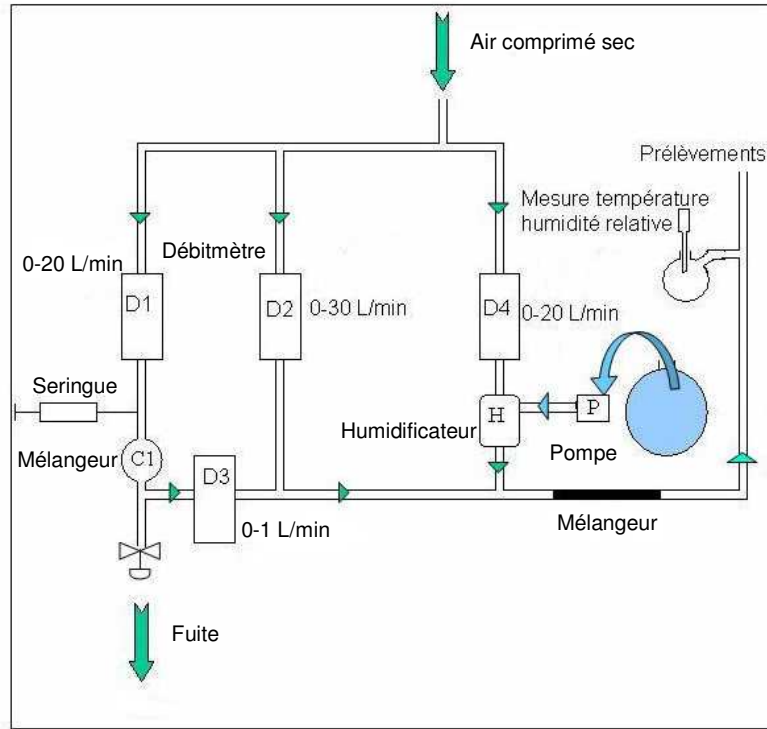 Air comprimé sec
Prélèvements
Mesure température
humidité relative
0-20 L/min
Débitmètre
D1
D2
0-30 L/min
D4
0-20 L/min
Seringue
Mélangeur
C1
H
Humidificateur
P
Pompe
D3
0-1 L/min
Mélangeur
Fuite